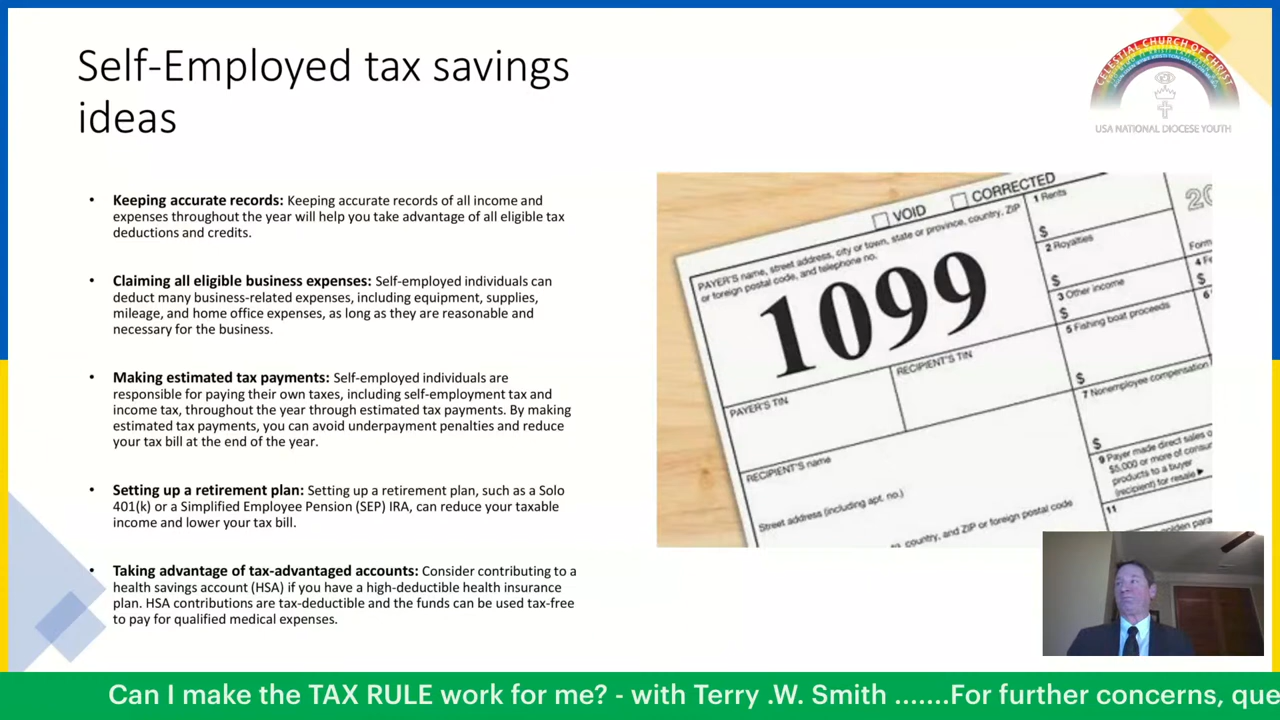 Self-Employed tax savings
ideas
CELESTIAL CHURCH OF CHRIST
USA NATIONAL DIOCESE YOUTH
• Keeping accurate records: Keeping accurate records of all income and
expenses throughout the year will help you take advantage of all eligible tax
deductions and credits.
• Claiming all eligible business expenses: Self-employed individuals can
deduct many business-related expenses, including equipment, supplies,
mileage, and home office expenses, as long as they are reasonable and
necessary for the business.
• Making estimated tax payments: Self-employed individuals are
responsible for paying their own taxes, including self-employment tax and
income tax, throughout the year through estimated tax payments. By making
estimated tax payments, you can avoid underpayment penalties and reduce
your tax bill at the end of the year.
• Setting up a retirement plan: Setting up a retirement plan, such as a Solo
401(k) or a Simplified Employee Pension (SEP) IRA, can reduce your taxable
income and lower your tax bill.
• Taking advantage of tax-advantaged accounts: Consider contributing to a
health savings account (HSA) if you have a high-deductible health insurance
plan. HSA contributions are tax-deductible and the funds can be used tax-free
to pay for qualified medical expenses.
VOID CORRECTED
PAYER'S name, street address, city or town, state or province, country, ZIP
or foreign postal code, and telephone no.
1099
1 Rents
$
2 Royalties
$
3 Other income
$
5 Fishing boat proceeds
$
7 Nonemployee compensation
$
9 Payer made direct sales o
$5,000 or more of consu
products to a buyer
(recipient) for resale ►
11
20
Form
4 Fe
$
6
PAYER'S TIN
RECIPIENT'S TIN
RECIPIENT'S name
Street address (including apt. no.)
country, and ZIP or foreign postal code
olden para
Can I make the TAX RULE work for me? - with Terry .W. Smith .......For further concerns, que